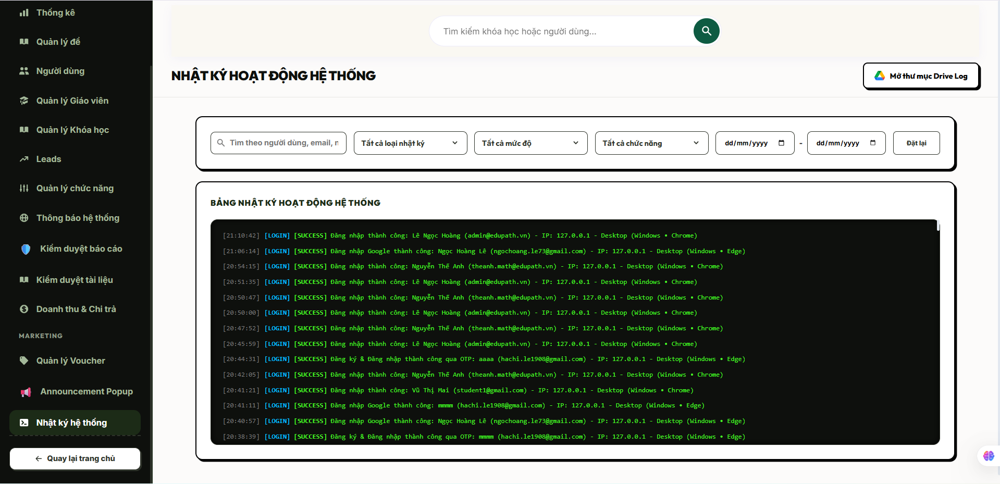 Thống kê
Quản lý đề
Người dùng
Quản lý Giáo viên
Quản lý Khóa học
Leads
Quản lý chức năng
Thông báo hệ thống
Kiểm duyệt báo cáo
Kiểm duyệt tài liệu
Doanh thu & Chi trả
MARKETING
Quản lý Voucher
Announcement Popup
Nhật ký hệ thống
← Quay lại trang chủ
Tìm kiếm khóa học hoặc người dùng...
NHẬT KÝ HOẠT ĐỘNG HỆ THỐNG
Mở thư mục Drive Log
Tìm theo người dùng, email, n
Tất cả loại nhật ký
Tất cả mức độ
Tất cả chức năng
dd/mm/yyyy - dd/mm/yyyy
Đặt lại
BẢNG NHẬT KÝ HOẠT ĐỘNG HỆ THỐNG
[21:10:42] [LOGIN] [SUCCESS] Đăng nhập thành công: Lê Ngọc Hoàng (admin@edupath.vn) - IP: 127.0.0.1 - Desktop (Windows • Chrome)
[21:06:14] [LOGIN] [SUCCESS] Đăng nhập Google thành công: Ngọc Hoàng Lê (ngochoang.le73@gmail.com) - IP: 127.0.0.1 - Desktop (Windows • Edge)
[20:54:15] [LOGIN] [SUCCESS] Đăng nhập thành công: Nguyễn Thế Anh (theanh.math@edupath.vn) - IP: 127.0.0.1 - Desktop (Windows • Chrome)
[20:51:35] [LOGIN] [SUCCESS] Đăng nhập thành công: Lê Ngọc Hoàng (admin@edupath.vn) - IP: 127.0.0.1 - Desktop (Windows • Chrome)
[20:50:47] [LOGIN] [SUCCESS] Đăng nhập thành công: Nguyễn Thế Anh (theanh.math@edupath.vn) - IP: 127.0.0.1 - Desktop (Windows • Chrome)
[20:50:00] [LOGIN] [SUCCESS] Đăng nhập thành công: Lê Ngọc Hoàng (admin@edupath.vn) - IP: 127.0.0.1 - Desktop (Windows • Chrome)
[20:47:52] [LOGIN] [SUCCESS] Đăng nhập thành công: Nguyễn Thế Anh (theanh.math@edupath.vn) - IP: 127.0.0.1 - Desktop (Windows • Chrome)
[20:45:59] [LOGIN] [SUCCESS] Đăng nhập thành công: Lê Ngọc Hoàng (admin@edupath.vn) - IP: 127.0.0.1 - Desktop (Windows • Chrome)
[20:44:31] [LOGIN] [SUCCESS] Đăng ký & Đăng nhập thành công qua OTP: aaaa (hachi.le1908@gmail.com) - IP: 127.0.0.1 - Desktop (Windows • Edge)
[20:42:05] [LOGIN] [SUCCESS] Đăng nhập thành công: Nguyễn Thế Anh (theanh.math@edupath.vn) - IP: 127.0.0.1 - Desktop (Windows • Chrome)
[20:41:21] [LOGIN] [SUCCESS] Đăng nhập thành công: Vũ Thị Mai (student1@gmail.com) - IP: 127.0.0.1 - Desktop (Windows • Chrome)
[20:41:11] [LOGIN] [SUCCESS] Đăng nhập Google thành công: mmmm (hachi.le1908@gmail.com) - IP: 127.0.0.1 - Desktop (Windows • Edge)
[20:40:57] [LOGIN] [SUCCESS] Đăng nhập Google thành công: Ngọc Hoàng Lê (ngochoang.le73@gmail.com) - IP: 127.0.0.1 - Desktop (Windows • Edge)
[20:38:39] [LOGIN] [SUCCESS] Đăng ký & Đăng nhập thành công qua OTP: mmmm (hachi.le1908@gmail.com) - IP: 127.0.0.1 - Desktop (Windows • Edge)